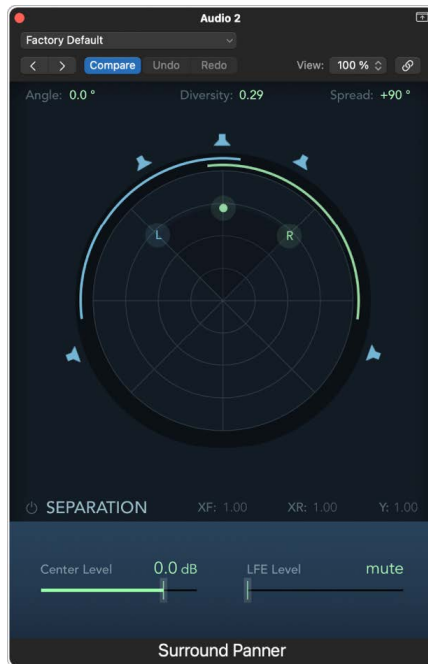 Audio 2
Factory Default
Compare Undo Redo View: 100 %
Angle: 0.0 ° Diversity: 0.29 Spread: +90 °
L R
SEPARATION XF: 1.00 XR: 1.00 Y: 1.00
Center Level 0.0 dB LFE Level mute
Surround Panner